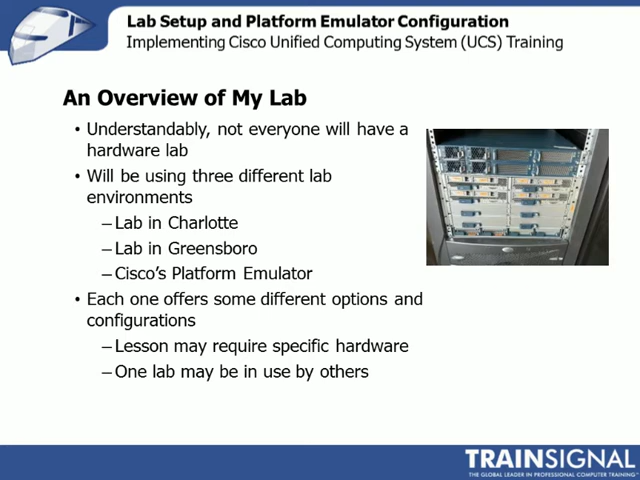 Lab Setup and Platform Emulator Configuration
Implementing Cisco Unified Computing System (UCS) Training
An Overview of My Lab
• Understandably, not everyone will have a
hardware lab
• Will be using three different lab
environments
– Lab in Charlotte
– Lab in Greensboro
– Cisco's Platform Emulator
• Each one offers some different options and
configurations
– Lesson may require specific hardware
– One lab may be in use by others
TRAINSIGNAL
THE GLOBAL LEADER IN PROFESSIONAL COMPUTER TRAINING